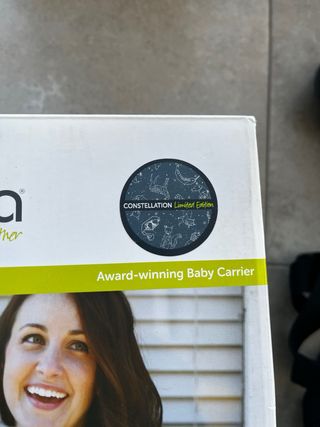 a®
CONSTELLATION Limited Edition
Award-winning Baby Carrier